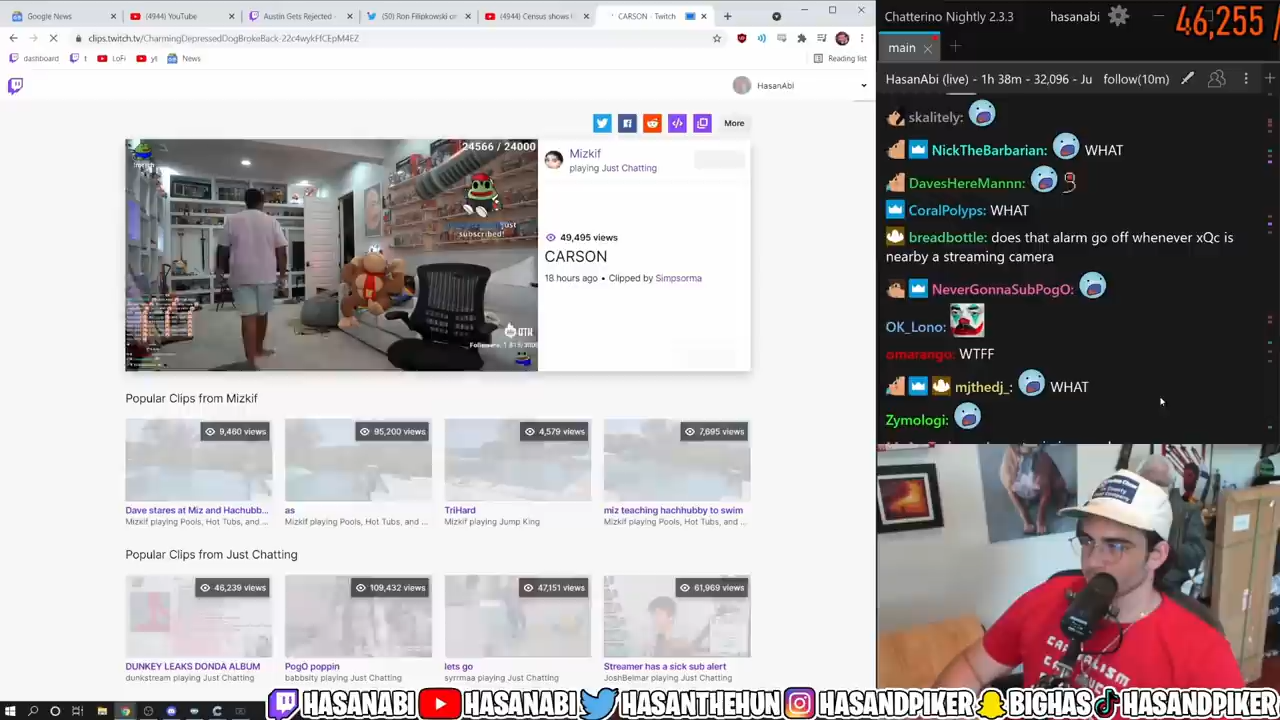 Google News
(4944) YouTube
Austin Gets Rejected -
(50) Ron Filipkowski on
(4944) Census shows
CARSON - Twitch
clips.twitch.tv/CharmingDepressedDogBrokeBack-22c4wykFfCEpM4EZ
dashboard
t
LoFi
yt
News
Reading list
HasanAbi
More
24566 / 24000
just
subscribed!
OTK
Mizkif
playing Just Chatting
49,495 views
CARSON
18 hours ago • Clipped by Simpsorma
Popular Clips from Mizkif
9,460 views
95,200 views
4,579 views
7,695 views
Dave stares at Miz and Hachubb...
as
TriHard
miz teaching hachhubby to swim
Mizkif playing Pools, Hot Tubs, and ...
Mizkif playing Pools, Hot Tubs, and ...
Mizkif playing Jump King
Mizkif playing Pools, Hot Tubs, and ...
Popular Clips from Just Chatting
46,239 views
109,432 views
47,151 views
61,969 views
DUNKEY LEAKS DONDA ALBUM
PogO poppin
lets go
Streamer has a sick sub alert
dunkstream playing Just Chatting
babbsity playing Just Chatting
syrrmaa playing Just Chatting
JoshBelmar playing Just Chatting
Chatterino Nightly 2.3.3
hasanabi
46,255 /
main
HasanAbi (live) - 1h 38m - 32,096 - Ju
follow(10m)
skalitely:
NickTheBarbarian: WHAT
DavesHereMannn:
CoralPolyps: WHAT
breadbottle: does that alarm go off whenever xQc is
nearby a streaming camera
NeverGonnaSubPogO:
OK_Lono:
amarango: WTFF
mjthedj_: WHAT
Zymologi:
HASANABI
HASANABI
HASANTHEHUN
HASANDPIKER
BIGHAS
HASANDPIKER